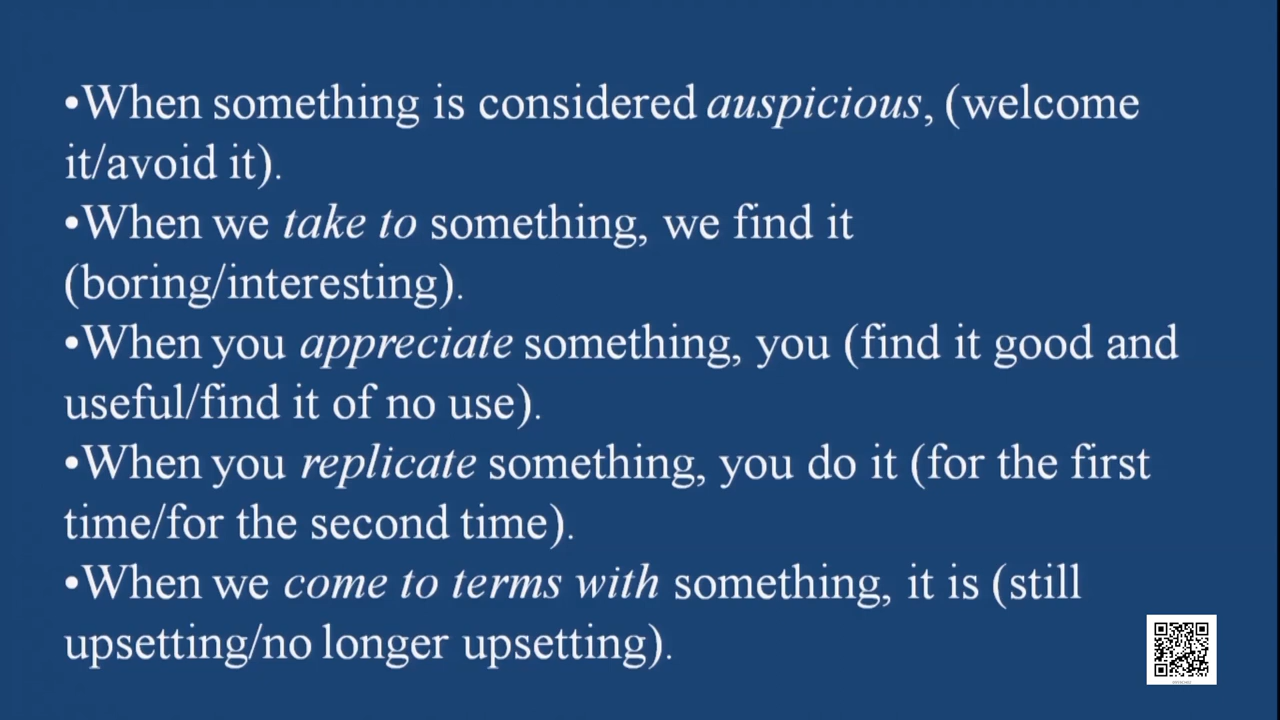 •When something is considered auspicious, (welcome
it/avoid it).
•When we take to something, we find it
(boring/interesting).
•When you appreciate something, you (find it good and
useful/find it of no use).
•When you replicate something, you do it (for the first
time/for the second time).
•When we come to terms with something, it is (still
upsetting/no longer upsetting).